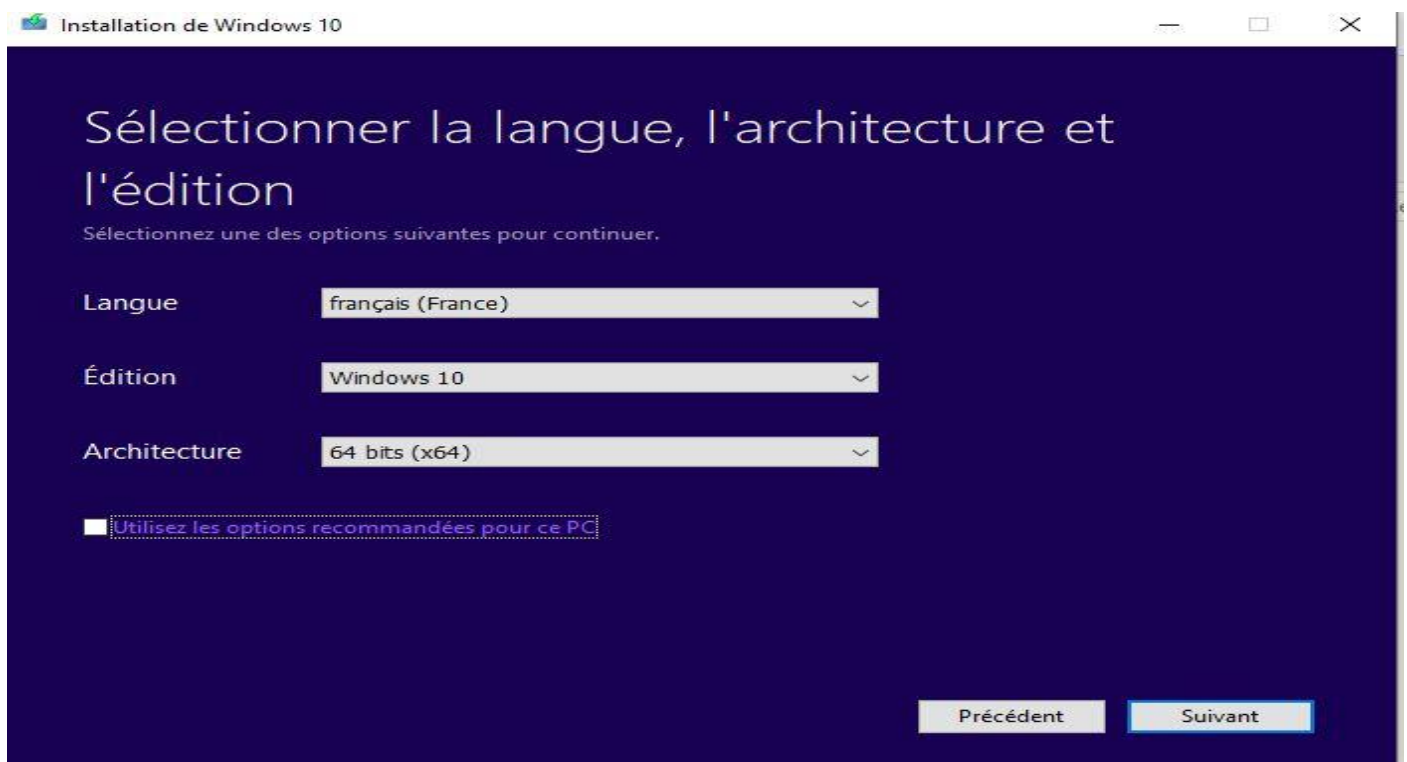 Installation de Windows 10
Sélectionner la langue, l'architecture et
l'édition
Sélectionnez une des options suivantes pour continuer.
Langue français (France)
Édition Windows 10
Architecture 64 bits (x64)
Utilisez les options recommandées pour ce PC
Précédent Suivant